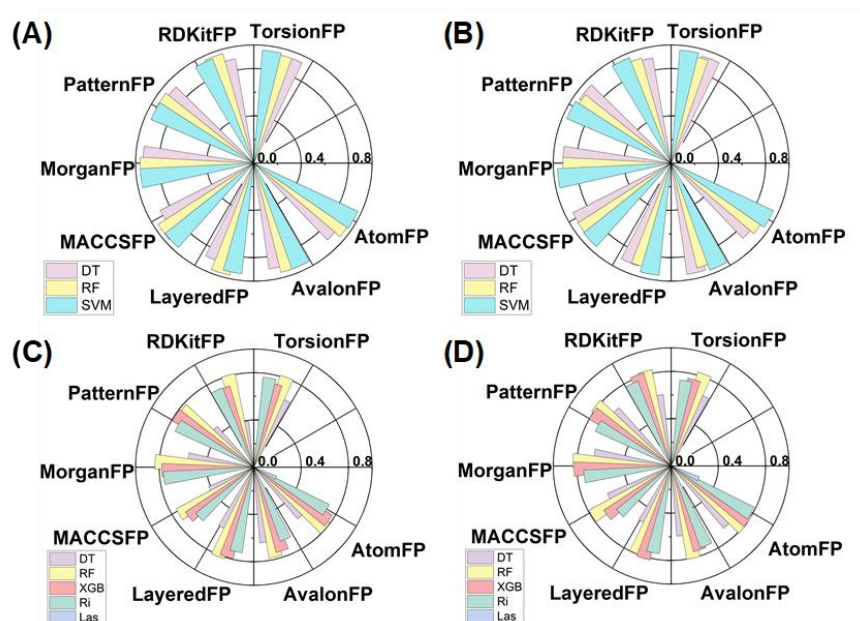 (A)
RDKitFP TorsionFP
PatternFP
MorganFP
0.0 0.4 0.8
MACCSFP
AtomFP
LayeredFP AvalonFP
DT
RF
SVM
(B)
RDKitFP TorsionFP
PatternFP
MorganFP
0.0 0.4 0.8
MACCSFP
AtomFP
LayeredFP AvalonFP
DT
RF
SVM
(C)
RDKitFP TorsionFP
PatternFP
MorganFP
0.0 0.4 0.8
MACCSFP
AtomFP
LayeredFP AvalonFP
DT
RF
XGB
Ri
Las
(D)
RDKitFP TorsionFP
PatternFP
MorganFP
0.0 0.4 0.8
MACCSFP
AtomFP
LayeredFP AvalonFP
DT
RF
XGB
Ri
Las